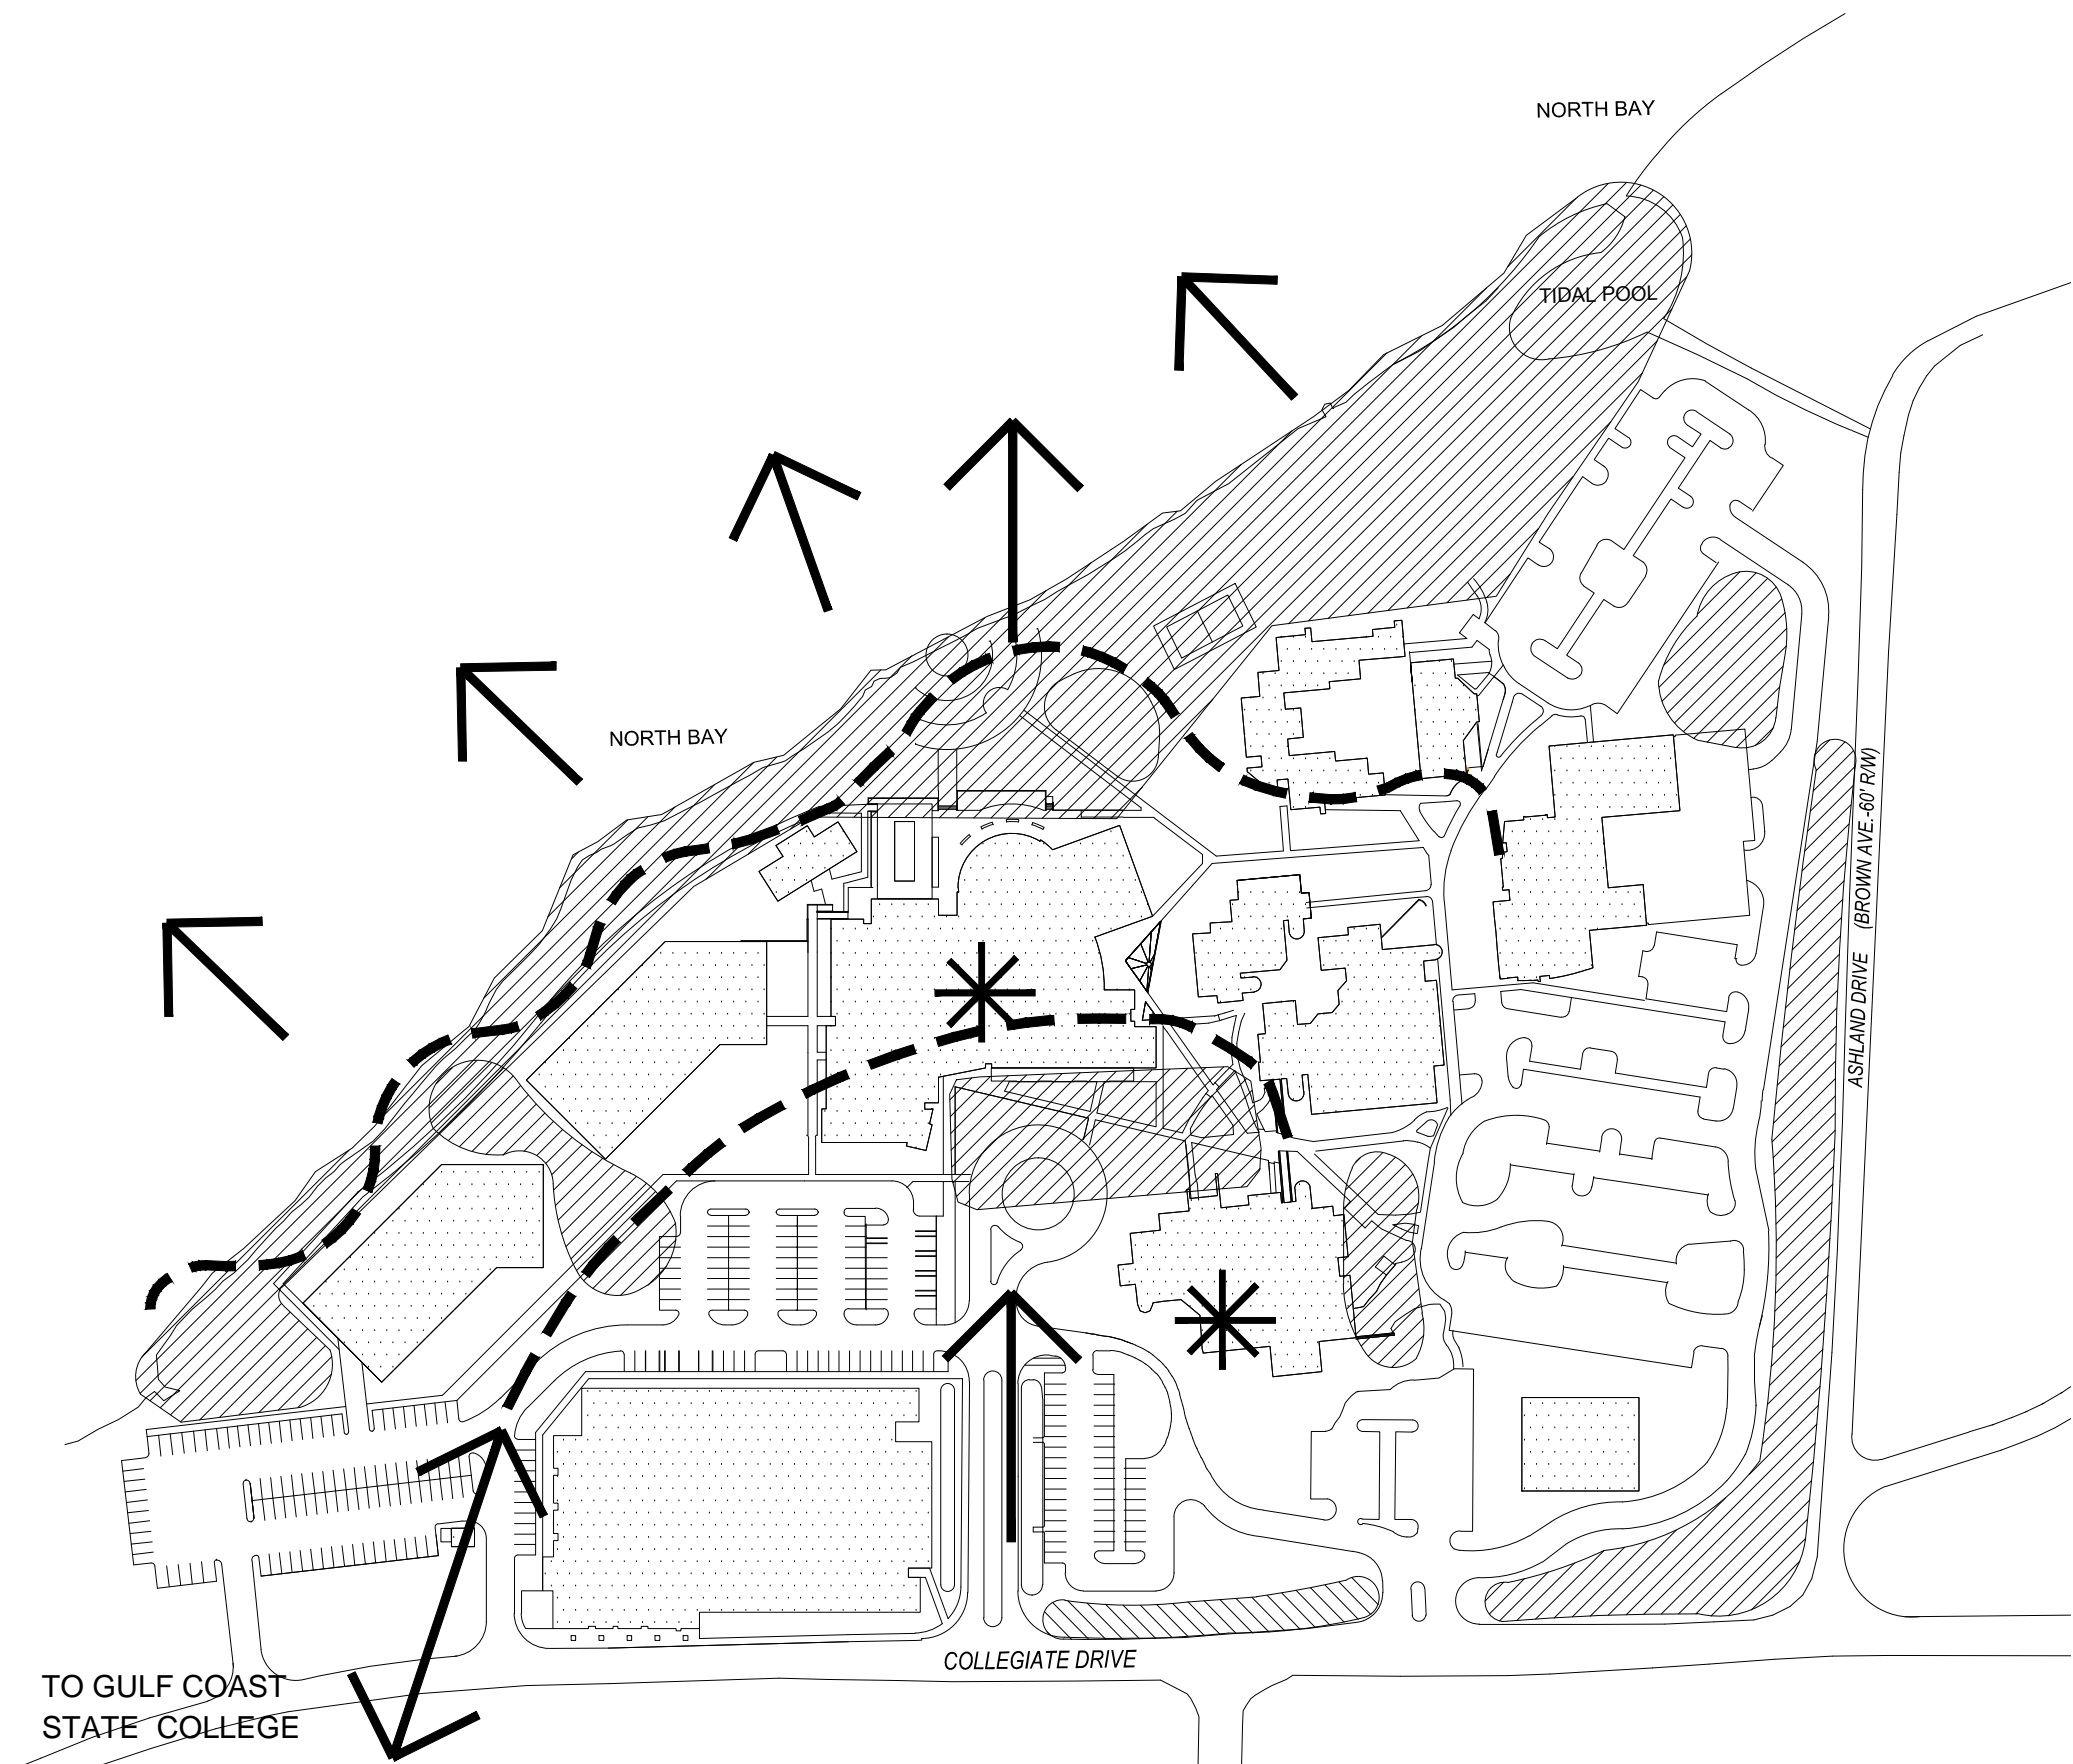 NORTH BAY
TIDAL POOL
NORTH BAY
ASHLAND DRIVE (BROWN AVE.-60' R/W)
COLLEGIATE DRIVE
TO GULF COAST
STATE COLLEGE